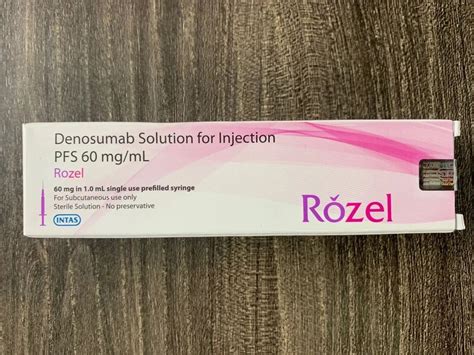 Denosumab Solution for Injection
PFS 60 mg/mL
Rozel
60 mg in 1.0 mL single use prefilled syringe
For Subcutaneous use only
Sterile Solution - No preservative
INTAS
Rǒzel